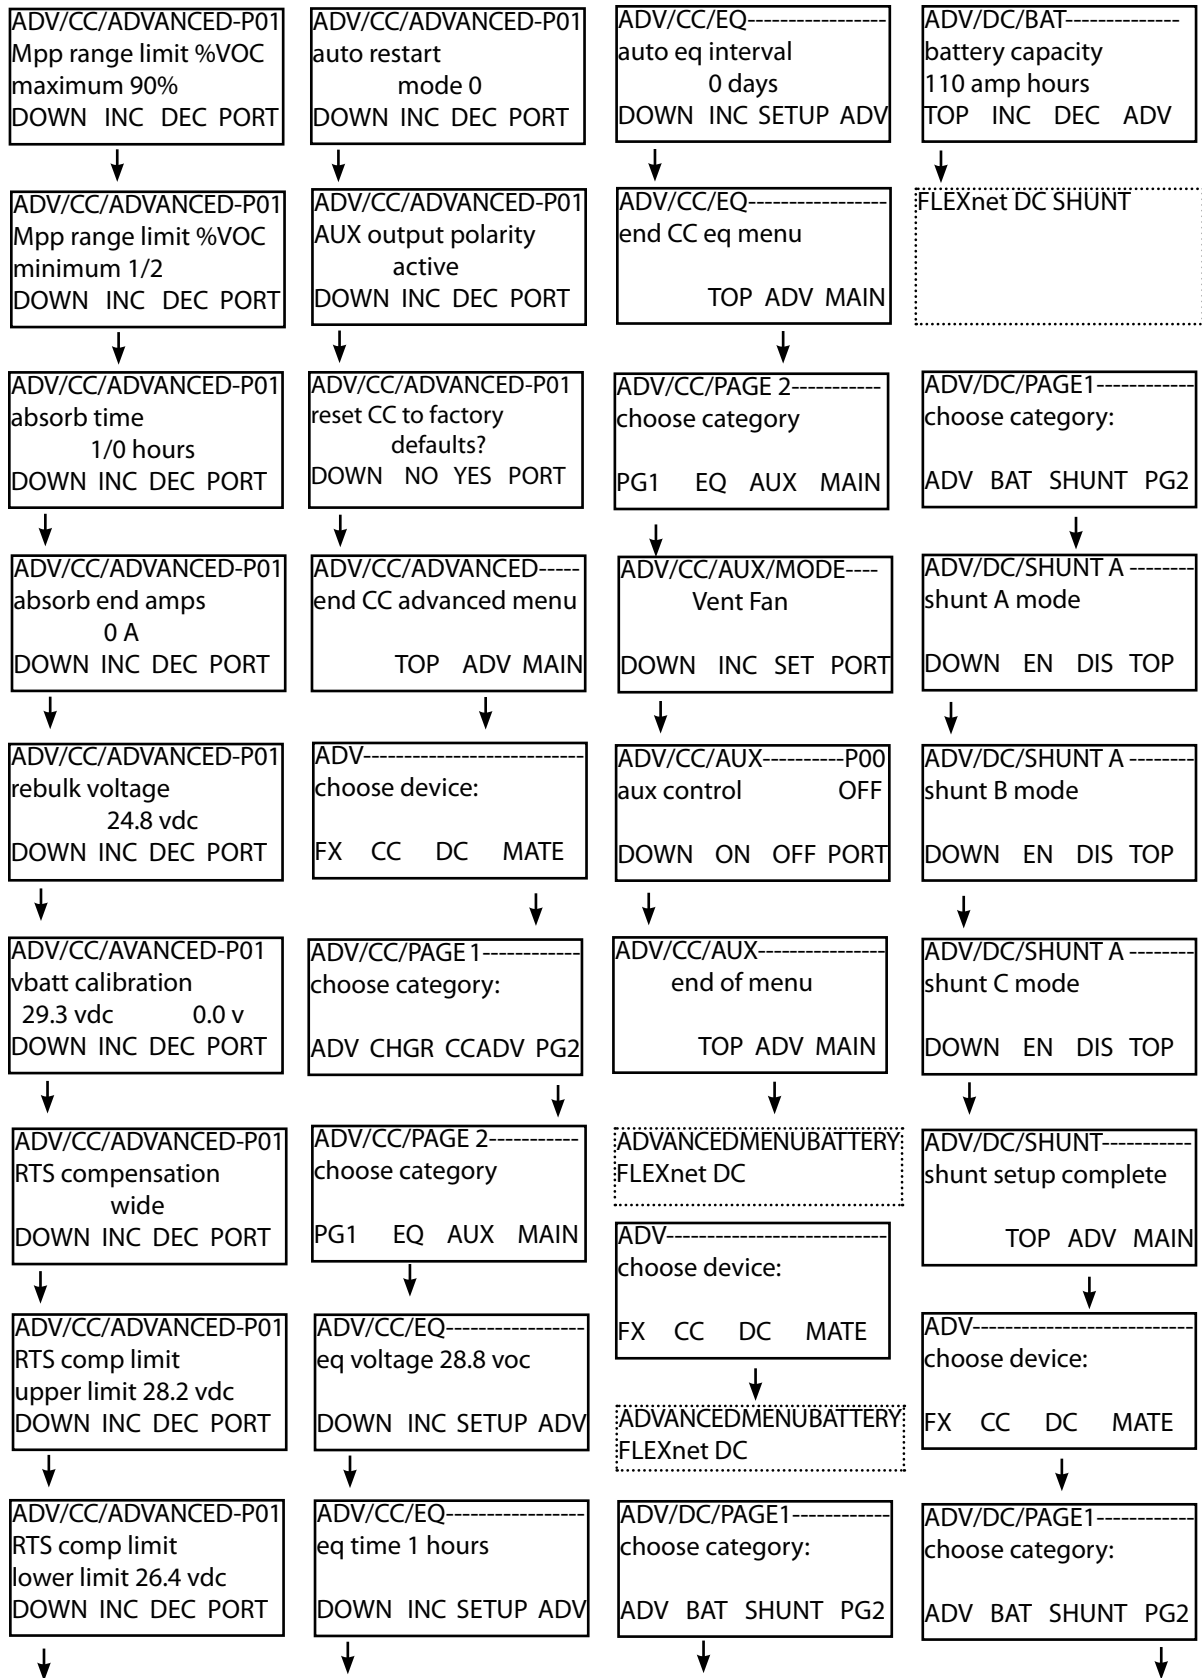 ADV/CC/ADVANCED-P01
Mpp range limit %VOC
maximum 90%
DOWN INC DEC PORT
ADV/CC/ADVANCED-P01
Mpp range limit %VOC
minimum 1/2
DOWN INC DEC PORT
ADV/CC/ADVANCED-P01
absorb time
1/0 hours
DOWN INC DEC PORT
ADV/CC/ADVANCED-P01
absorb end amps
0 A
DOWN INC DEC PORT
ADV/CC/ADVANCED-P01
rebulk voltage
24.8 vdc
DOWN INC DEC PORT
ADV/CC/AVANCED-P01
vbatt calibration
29.3 vdc 0.0 v
DOWN INC DEC PORT
ADV/CC/ADVANCED-P01
RTS compensation
wide
DOWN INC DEC PORT
ADV/CC/ADVANCED-P01
RTS comp limit
upper limit 28.2 vdc
DOWN INC DEC PORT
ADV/CC/ADVANCED-P01
RTS comp limit
lower limit 26.4 vdc
DOWN INC DEC PORT
ADV/CC/ADVANCED-P01
auto restart
mode 0
DOWN INC DEC PORT
ADV/CC/ADVANCED-P01
AUX output polarity
active
DOWN INC DEC PORT
ADV/CC/ADVANCED-P01
reset CC to factory
defaults?
DOWN NO YES PORT
ADV/CC/ADVANCED-----
end CC advanced menu
TOP ADV MAIN
ADV---------------------------
choose device:
FX CC DC MATE
ADV/CC/PAGE 1------------
choose category:
ADV CHGR CCADV PG2
ADV/CC/PAGE 2-----------
choose category
PG1 EQ AUX MAIN
ADV/CC/EQ-----------------
eq voltage 28.8 voc
DOWN INC SETUP ADV
ADV/CC/EQ-----------------
eq time 1 hours
DOWN INC SETUP ADV
ADV/CC/EQ-----------------
auto eq interval
0 days
DOWN INC SETUP ADV
ADV/CC/EQ-----------------
end CC eq menu
TOP ADV MAIN
ADV/CC/PAGE 2-----------
choose category
PG1 EQ AUX MAIN
ADV/CC/AUX/MODE----
Vent Fan
DOWN INC SET PORT
ADV/CC/AUX----------P00
aux control OFF
DOWN ON OFF PORT
ADV/CC/AUX----------------
end of menu
TOP ADV MAIN
ADVANCEDMENUBATTERY
FLEXnet DC
ADV---------------------------
choose device:
FX CC DC MATE
ADVANCEDMENUBATTERY
FLEXnet DC
ADV/DC/PAGE1------------
choose category:
ADV BAT SHUNT PG2
ADV/DC/BAT--------------
battery capacity
110 amp hours
TOP INC DEC ADV
FLEXnet DC SHUNT
ADV/DC/PAGE1------------
choose category:
ADV BAT SHUNT PG2
ADV/DC/SHUNT A --------
shunt A mode
DOWN EN DIS TOP
ADV/DC/SHUNT A --------
shunt B mode
DOWN EN DIS TOP
ADV/DC/SHUNT A --------
shunt C mode
DOWN EN DIS TOP
ADV/DC/SHUNT-----------
shunt setup complete
TOP ADV MAIN
ADV---------------------------
choose device:
FX CC DC MATE
ADV/DC/PAGE1------------
choose category:
ADV BAT SHUNT PG2